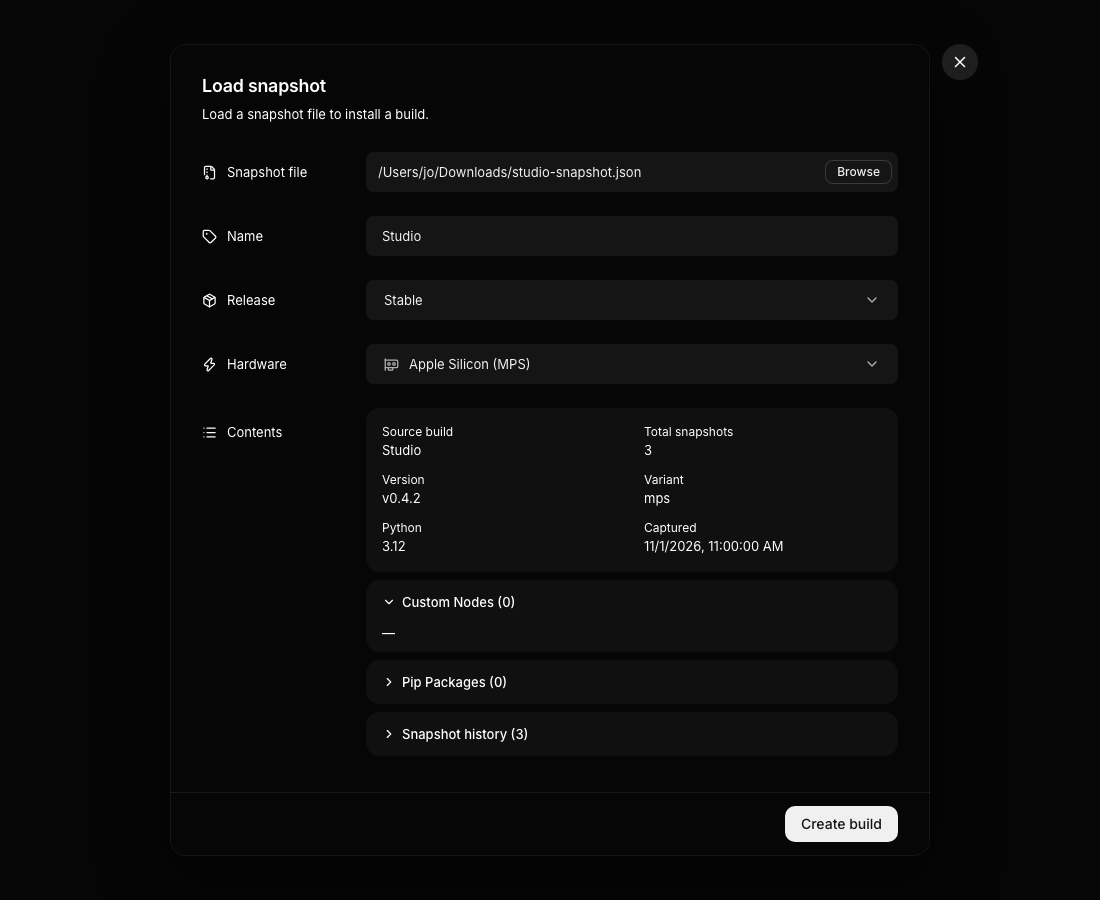 Load snapshot
Load a snapshot file to install a build.
Snapshot file
/Users/jo/Downloads/studio-snapshot.json
Browse
Name
Studio
Release
Stable
Hardware
Apple Silicon (MPS)
Contents
Source build
Studio
Total snapshots
3
Version
v0.4.2
Variant
mps
Python
3.12
Captured
11/1/2026, 11:00:00 AM
Custom Nodes (0)
—
Pip Packages (0)
Snapshot history (3)
Create build